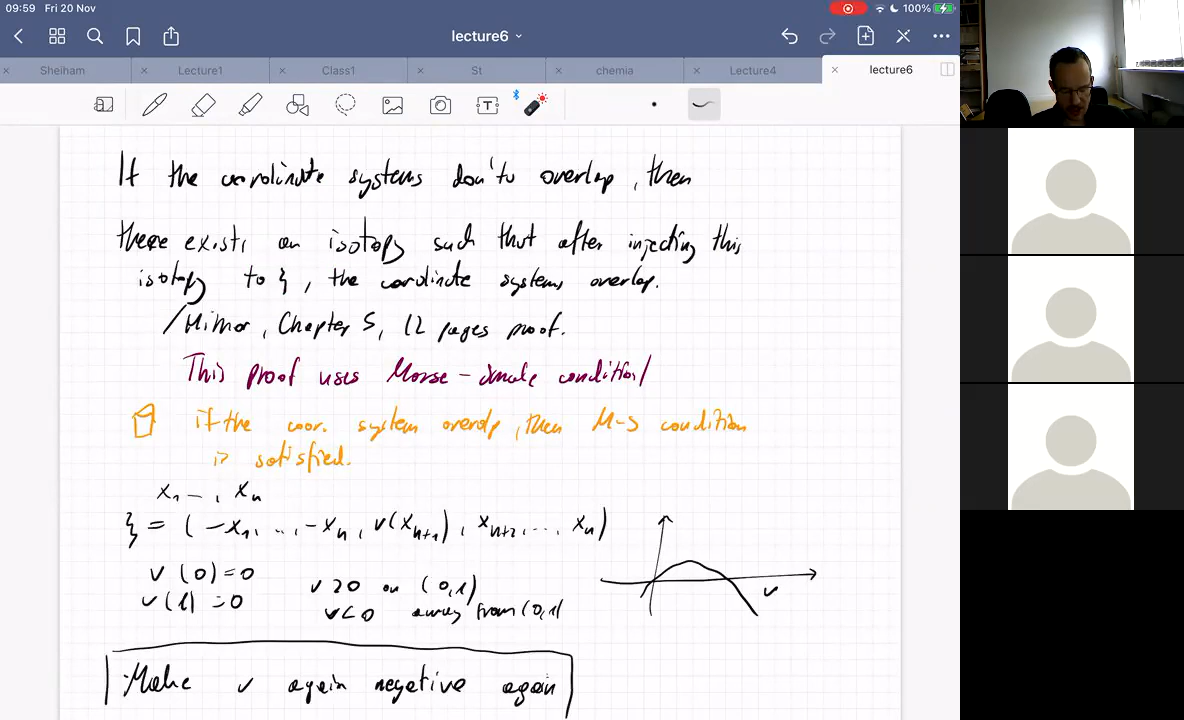 09:59 Fri 20 Nov
100%
lecture6
Sheiham
Lecture1
Class1
St
chemia
Lecture4
lecture6
If the coordinate systems don't overlap, then
there exists an isotopy such that after injecting this
isotopy to ξ, the coordinate systems overlap.
/Milnor, Chapter 5, 12 pages proof.
This proof uses Morse-Smale condition/
if the coor. system overlap, then M-S condition
is satisfied.
x₁ ..., xₙ
ξ = (-x₁, ..., -xₙ, v(xₙ₊₁), xₙ₊₂, ..., xₙ)
v(0)=0
v(1)=0
v≥0 on (0,1)
v<0 away from (0,1)
v
Make v again negative again